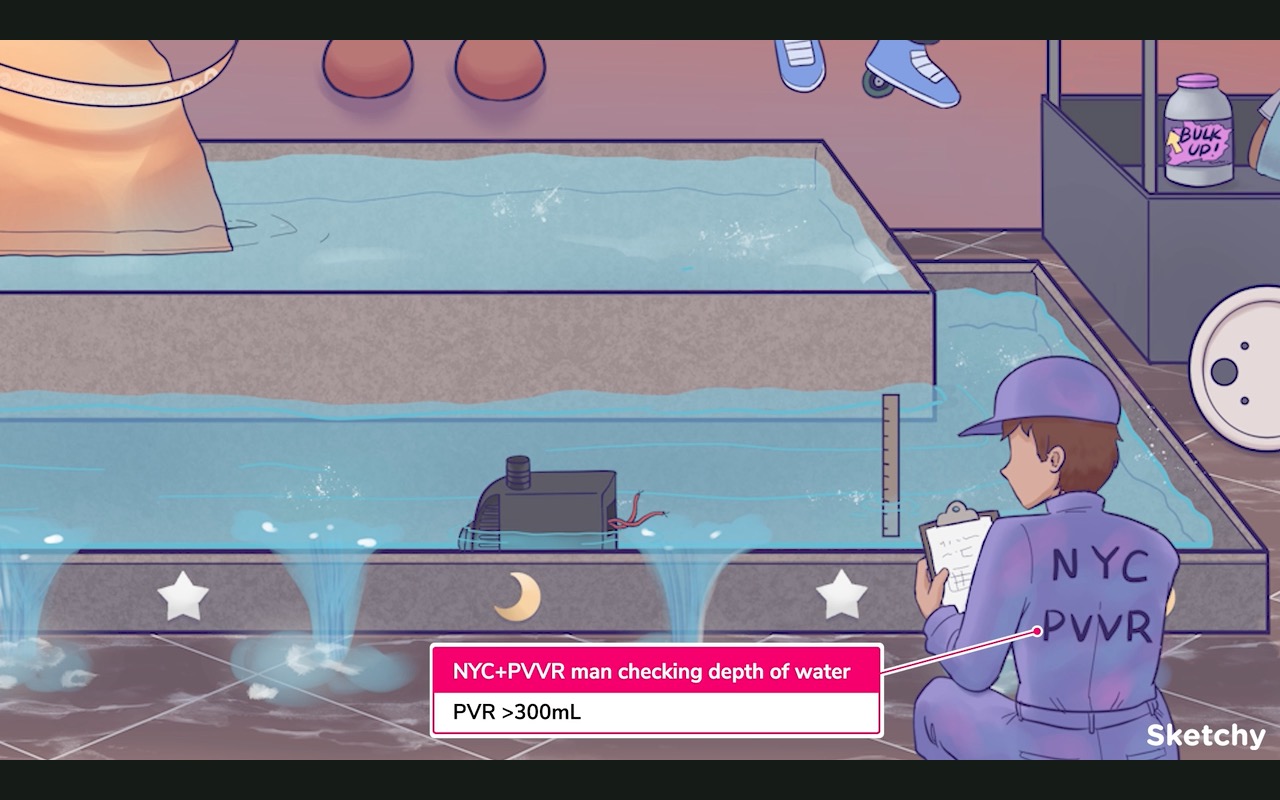 BULK
UP!
NYC
PVVR
NYC+PVVR man checking depth of water
PVR >300mL
Sketchy